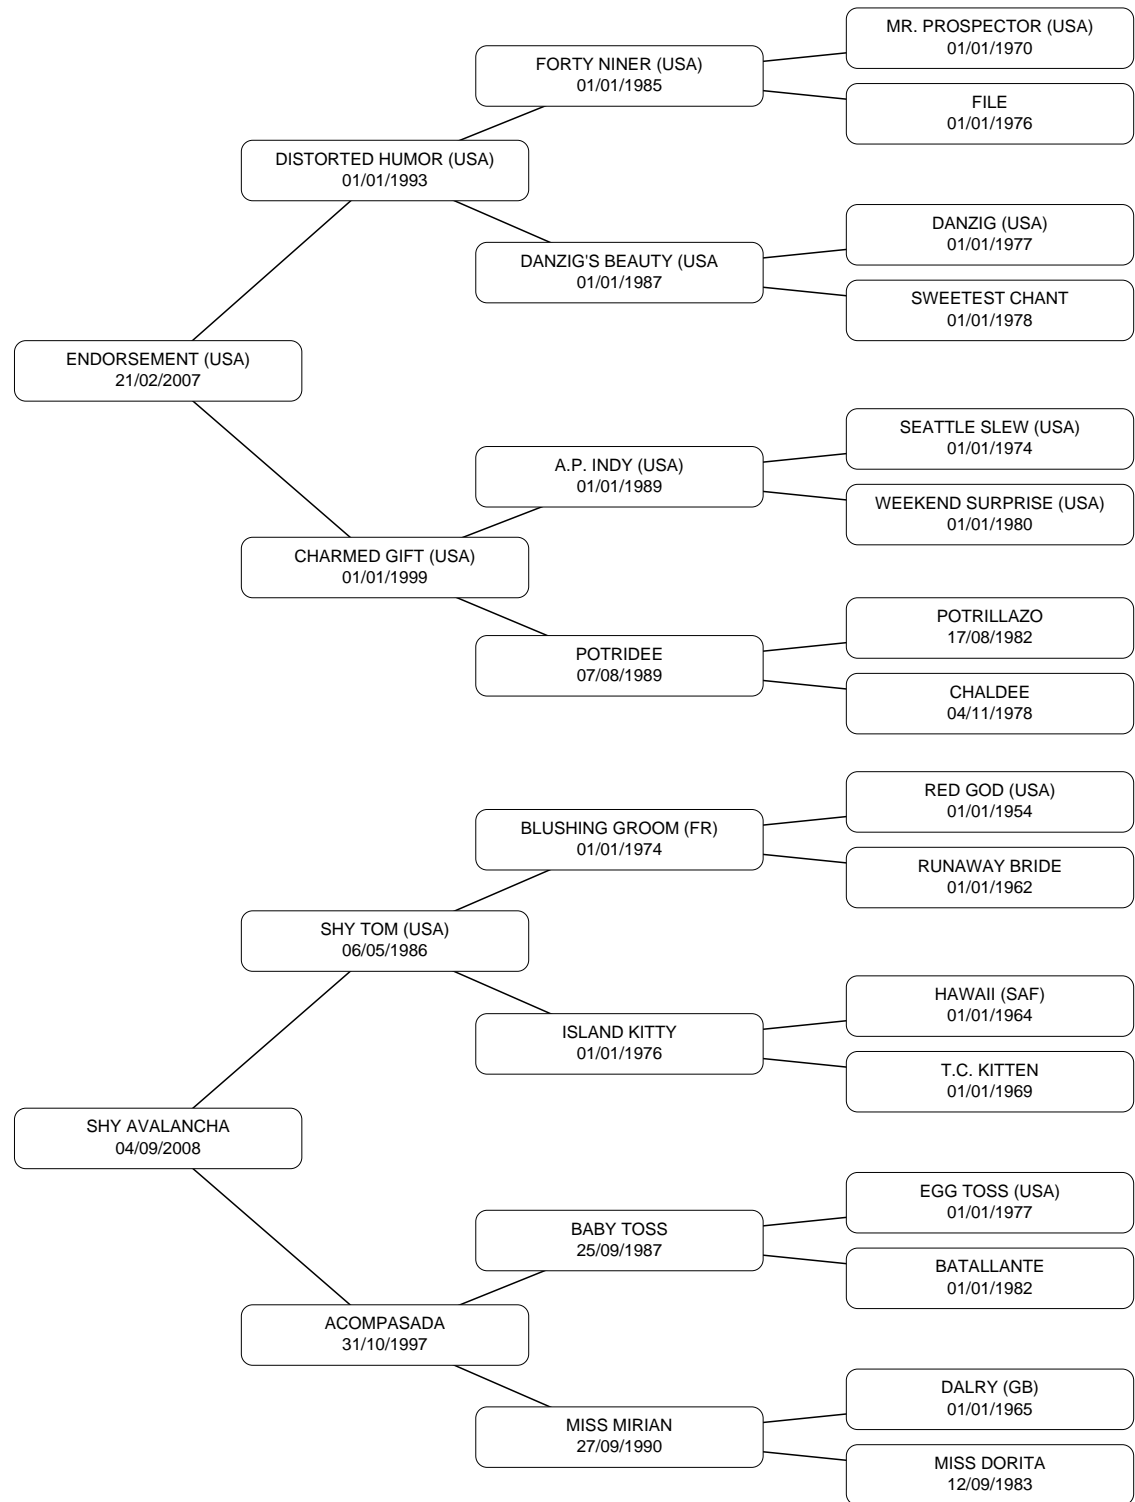 MR. PROSPECTOR (USA)
01/01/1970
FORTY NINER (USA)
01/01/1985
FILE
01/01/1976
DISTORTED HUMOR (USA)
01/01/1993
DANZIG (USA)
01/01/1977
DANZIG'S BEAUTY (USA
01/01/1987
SWEETEST CHANT
01/01/1978
ENDORSEMENT (USA)
21/02/2007
SEATTLE SLEW (USA)
01/01/1974
A.P. INDY (USA)
01/01/1989
WEEKEND SURPRISE (USA)
01/01/1980
CHARMED GIFT (USA)
01/01/1999
POTRILLAZO
17/08/1982
POTRIDEE
07/08/1989
CHALDEE
04/11/1978
RED GOD (USA)
01/01/1954
BLUSHING GROOM (FR)
01/01/1974
RUNAWAY BRIDE
01/01/1962
SHY TOM (USA)
06/05/1986
HAWAII (SAF)
01/01/1964
ISLAND KITTY
01/01/1976
T.C. KITTEN
01/01/1969
SHY AVALANCHA
04/09/2008
EGG TOSS (USA)
01/01/1977
BABY TOSS
25/09/1987
BATALLANTE
01/01/1982
ACOMPASADA
31/10/1997
DALRY (GB)
01/01/1965
MISS MIRIAN
27/09/1990
MISS DORITA
12/09/1983